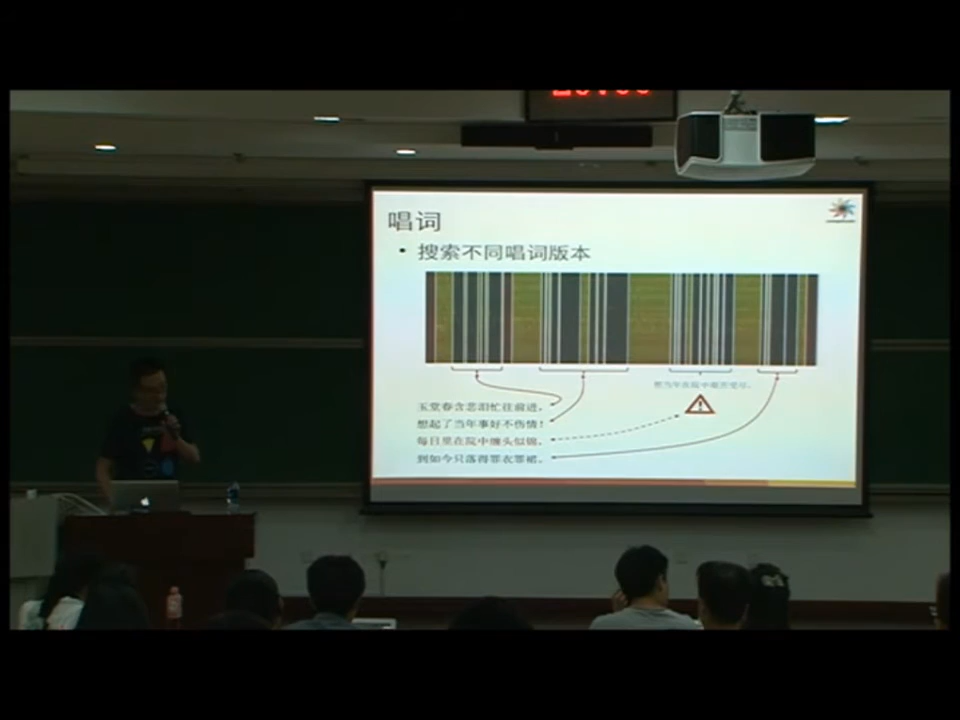 唱词
• 搜索不同唱词版本
玉堂春含悲泪忙往前进,
想起了当年事好不伤情!
每日里在院中缠头似锦,
到如今只落得罪衣罪裙。